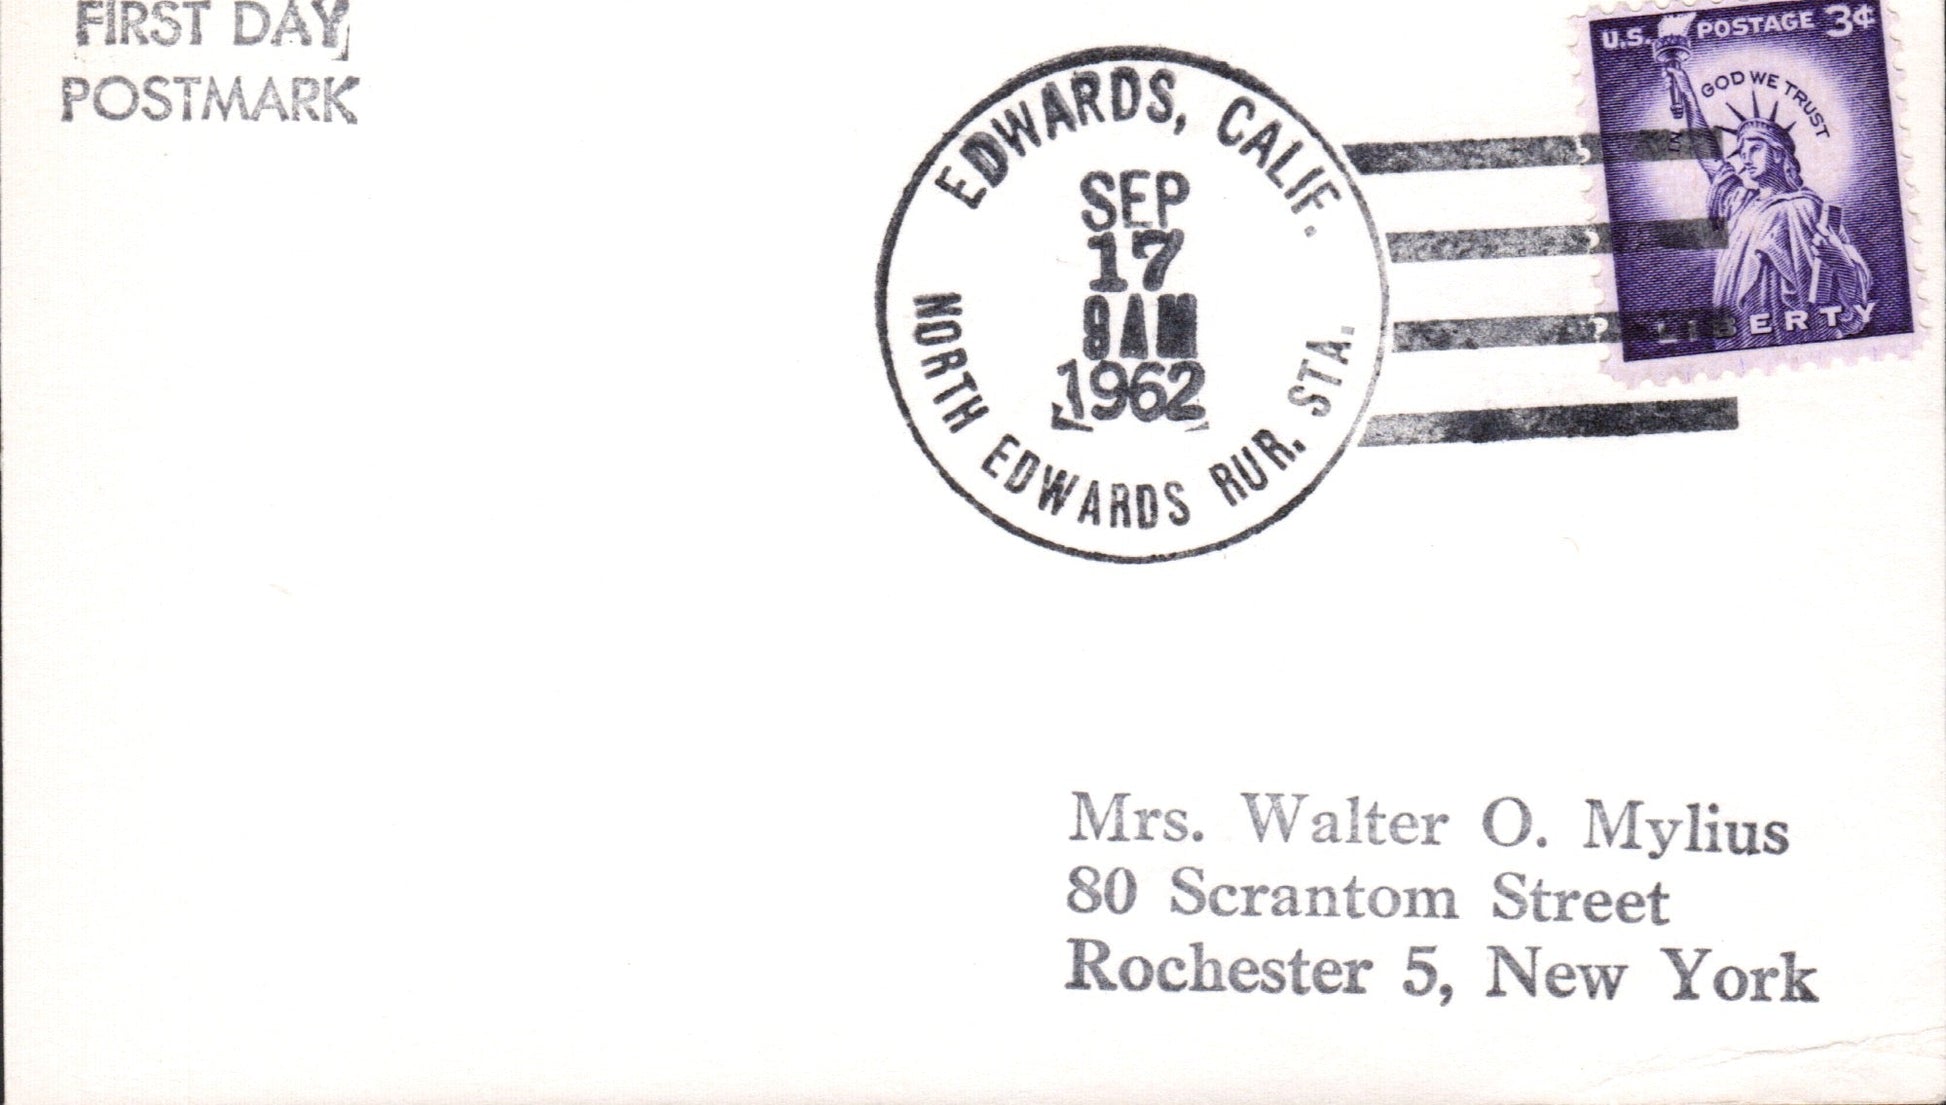 FIRST DAY
POSTMARK
U.S. POSTAGE 3¢
IN GOD WE TRUST
LIBERTY
EDWARDS, CALIF.
SEP
17
9AM
1962
NORTH EDWARDS RUR. STA.
Mrs. Walter O. Mylius
80 Scrantom Street
Rochester 5, New York